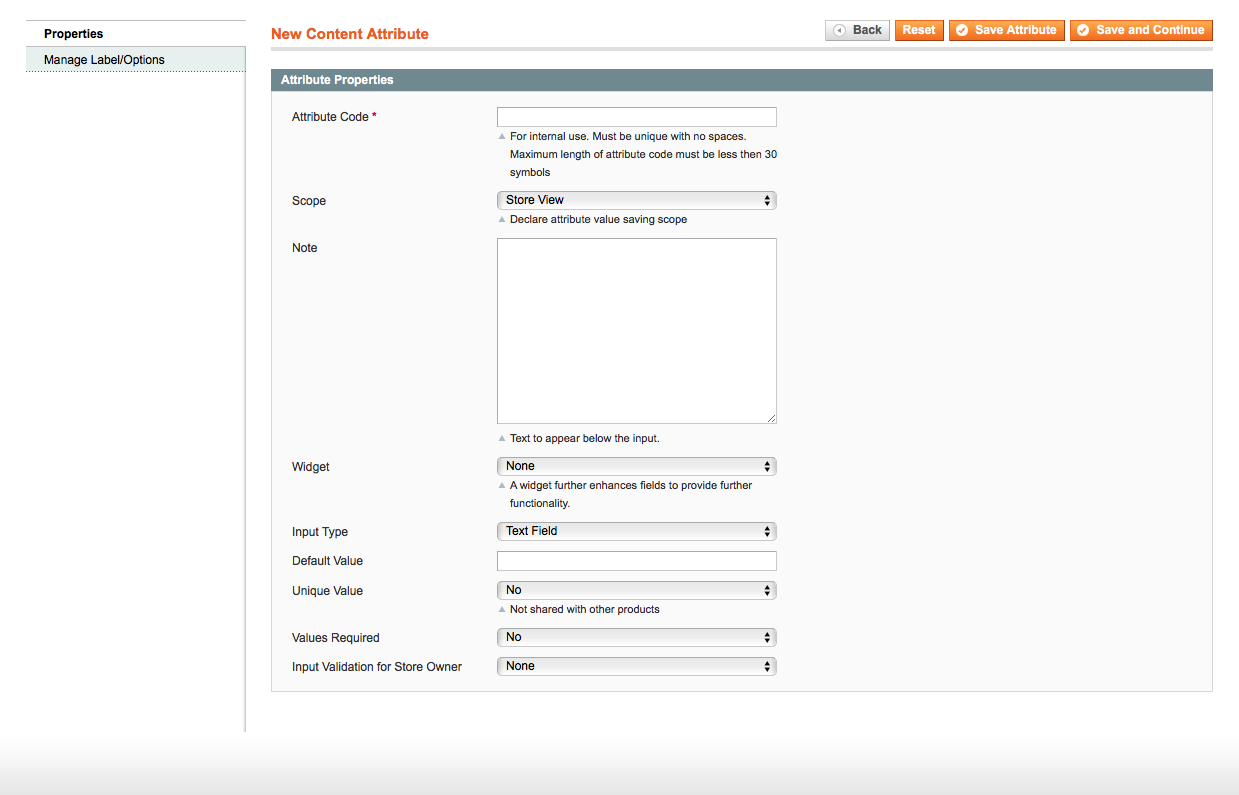 Properties
Manage Label/Options
New Content Attribute
Back
Reset
Save Attribute
Save and Continue
Attribute Properties
Attribute Code *
For internal use. Must be unique with no spaces.
Maximum length of attribute code must be less then 30
symbols
Scope
Store View
Declare attribute value saving scope
Note
Text to appear below the input.
Widget
None
A widget further enhances fields to provide further
functionality.
Input Type
Text Field
Default Value
Unique Value
No
Not shared with other products
Values Required
No
Input Validation for Store Owner
None